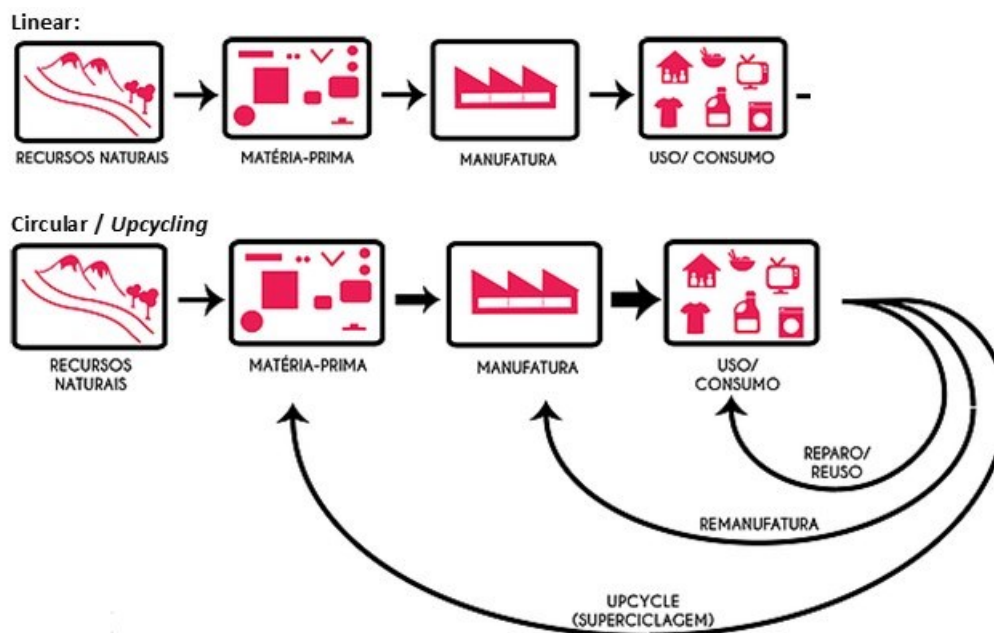 Linear:
RECURSOS NATURAIS
MATÉRIA-PRIMA
MANUFATURA
USO/ CONSUMO
Circular / Upcycling
RECURSOS
NATURAIS
MATÉRIA-PRIMA
MANUFATURA
USO/
CONSUMO
REPARO/
REUSO
REMANUFATURA
UPCYCLE
(SUPERCICLAGEM)